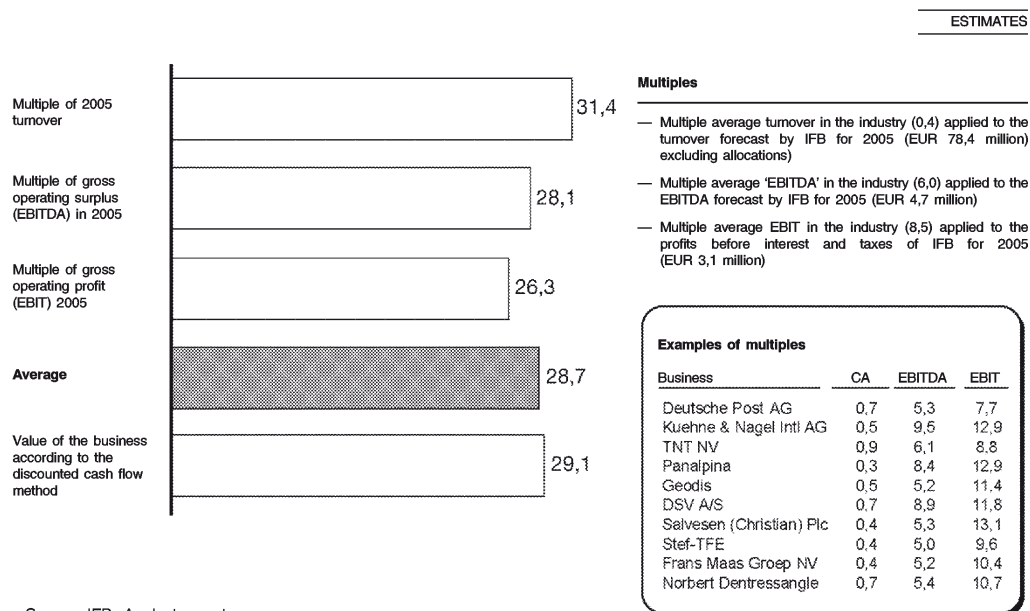 ESTIMATES
Multiple of 2005
turnover
31,4
Multiple of gross
operating surplus
(EBITDA) in 2005
28,1
Multiple of gross
operating profit
(EBIT) 2005
26,3
Average
28,7
Value of the business
according to the
discounted cash flow
method
29,1
Multiples
— Multiple average turnover in the industry (0,4) applied to the
turnover forecast by IFB for 2005 (EUR 78,4 million)
excluding allocations)
— Multiple average ‘EBITDA’ in the industry (6,0) applied to the
EBITDA forecast by IFB for 2005 (EUR 4,7 million)
— Multiple average EBIT in the industry (8,5) applied to the
profits before interest and taxes of IFB for 2005
(EUR 3,1 million)
Examples of multiples
Business CA EBITDA EBIT
Deutsche Post AG 0,7 5,3 7,7
Kuehne & Nagel Intl AG 0,5 9,5 12,9
TNT NV 0,9 6,1 8,8
Panalpina 0,3 8,4 12,9
Geodis 0,5 5,2 11,4
DSV A/S 0,7 8,9 11,8
Salvesen (Christian) Plc 0,4 5,3 13,1
Stef-TFE 0,4 5,0 9,6
Frans Maas Groep NV 0,4 5,2 10,4
Norbert Dentressangle 0,7 5,4 10,7